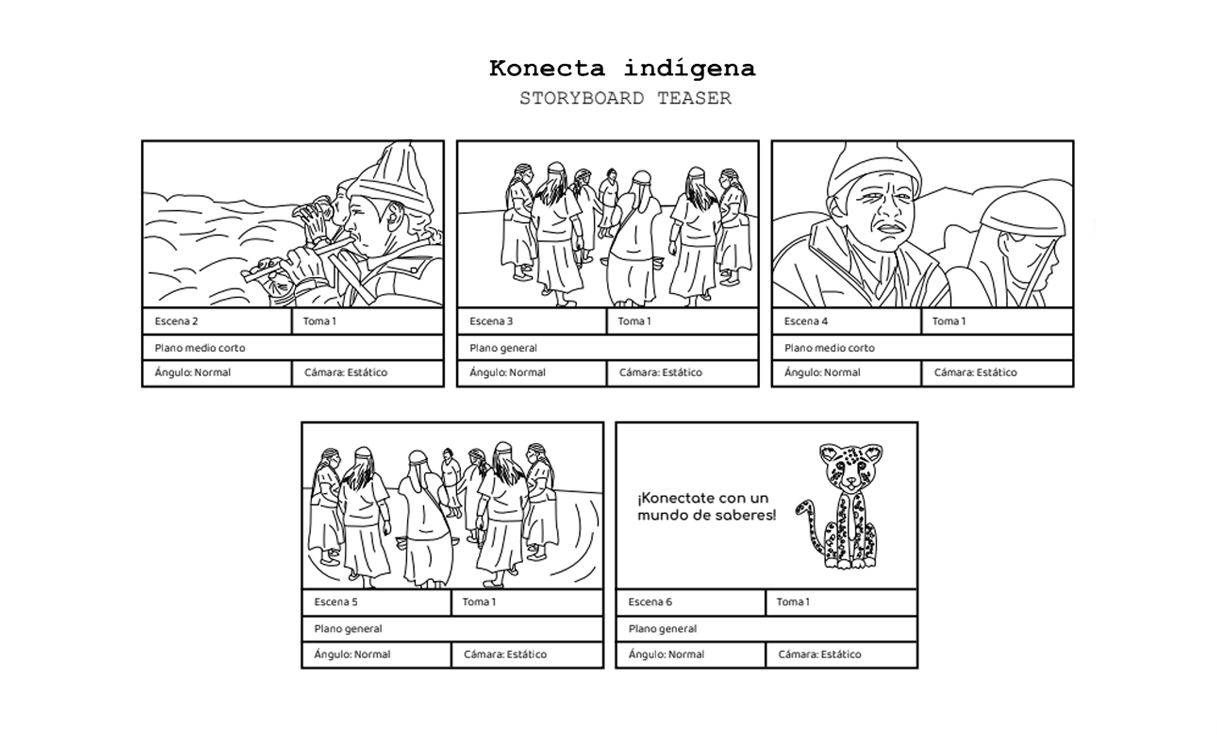 Konecta indígena
STORYBOARD TEASER
Escena 2
Toma 1
Plano medio corto
Ángulo: Normal
Cámara: Estático
Escena 3
Toma 1
Plano general
Ángulo: Normal
Cámara: Estático
Escena 4
Toma 1
Plano medio corto
Ángulo: Normal
Cámara: Estático
Escena 5
Toma 1
Plano general
Ángulo: Normal
Cámara: Estático
¡Konectate con un
mundo de saberes!
Escena 6
Toma 1
Plano general
Ángulo: Normal
Cámara: Estático